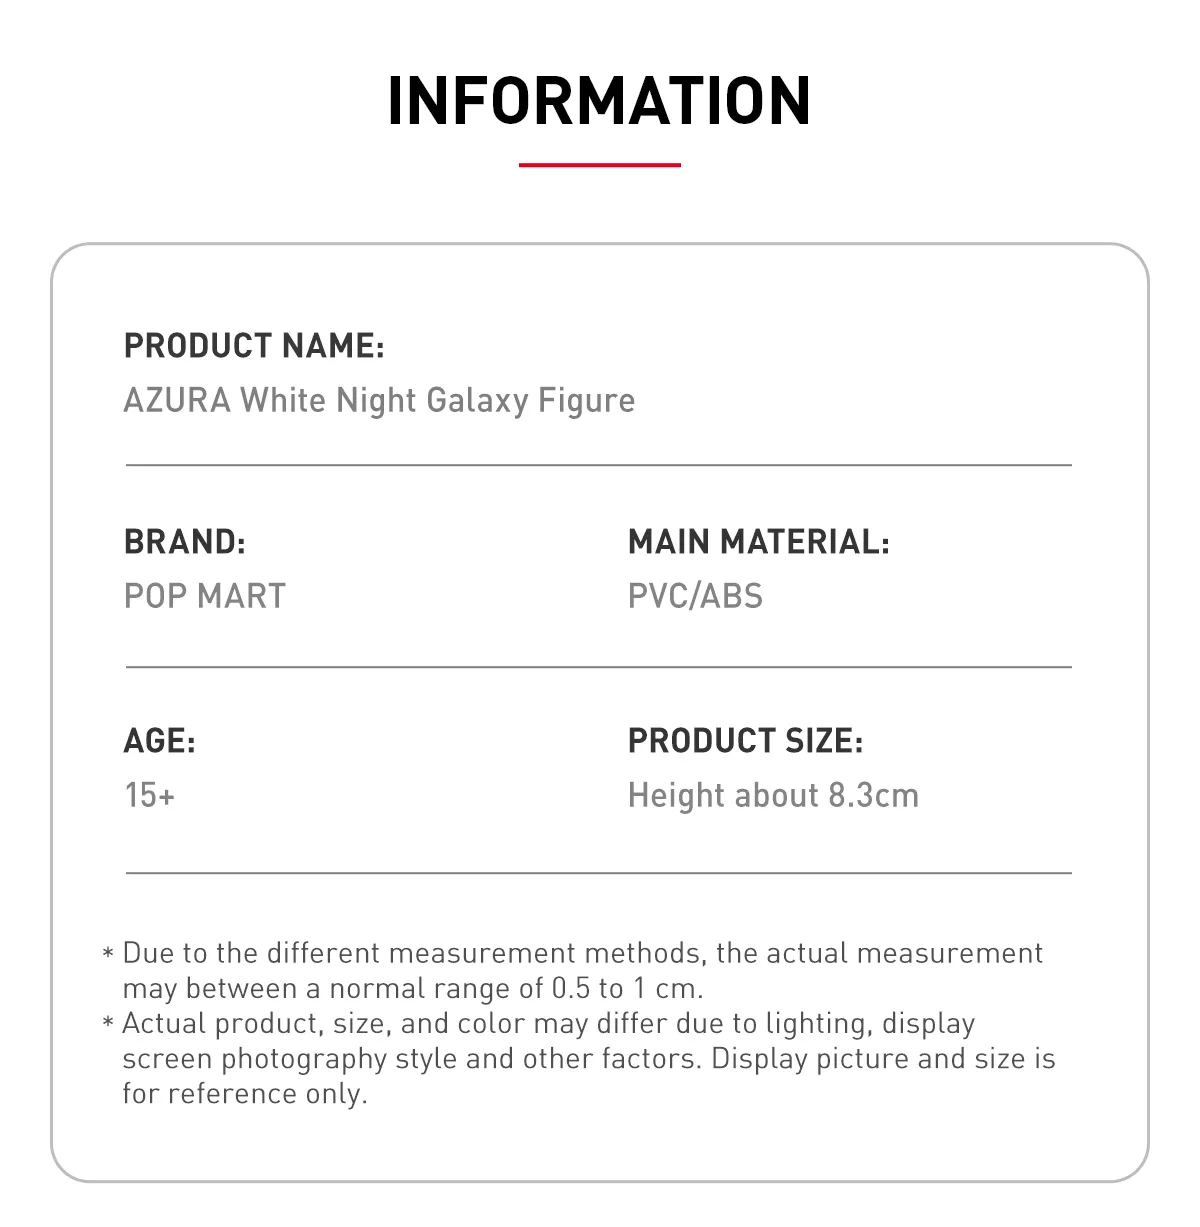 INFORMATION
PRODUCT NAME:
AZURA White Night Galaxy Figure
BRAND:
POP MART
MAIN MATERIAL:
PVC/ABS
AGE:
15+
PRODUCT SIZE:
Height about 8.3cm
* Due to the different measurement methods, the actual measurement
may between a normal range of 0.5 to 1 cm.
* Actual product, size, and color may differ due to lighting, display
screen photography style and other factors. Display picture and size is
for reference only.